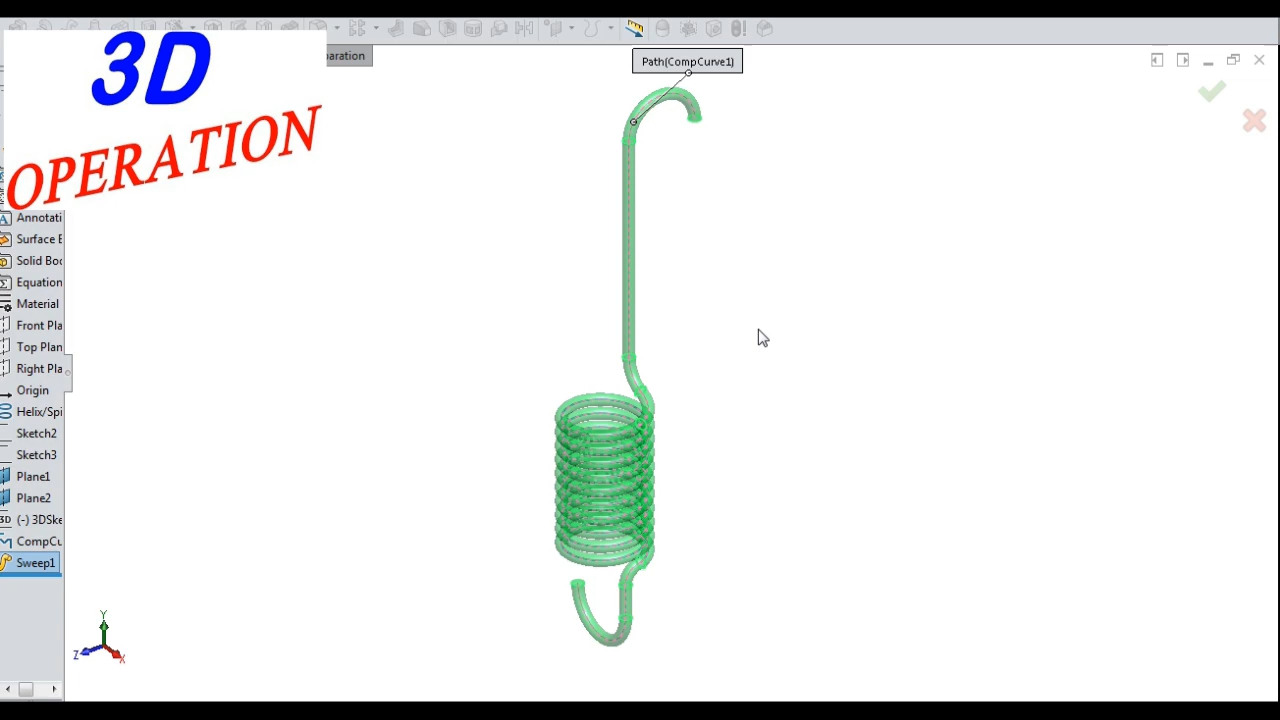 3D
OPERATION
aration
Path(CompCurve1)
Annotati
Surface E
Solid Boc
Equation
Material
Front Pla
Top Plan
Right Pla
Origin
Helix/Spi
Sketch2
Sketch3
Plane1
Plane2
3D (-) 3DSke
CompCu
Sweep1
Y
Z
X